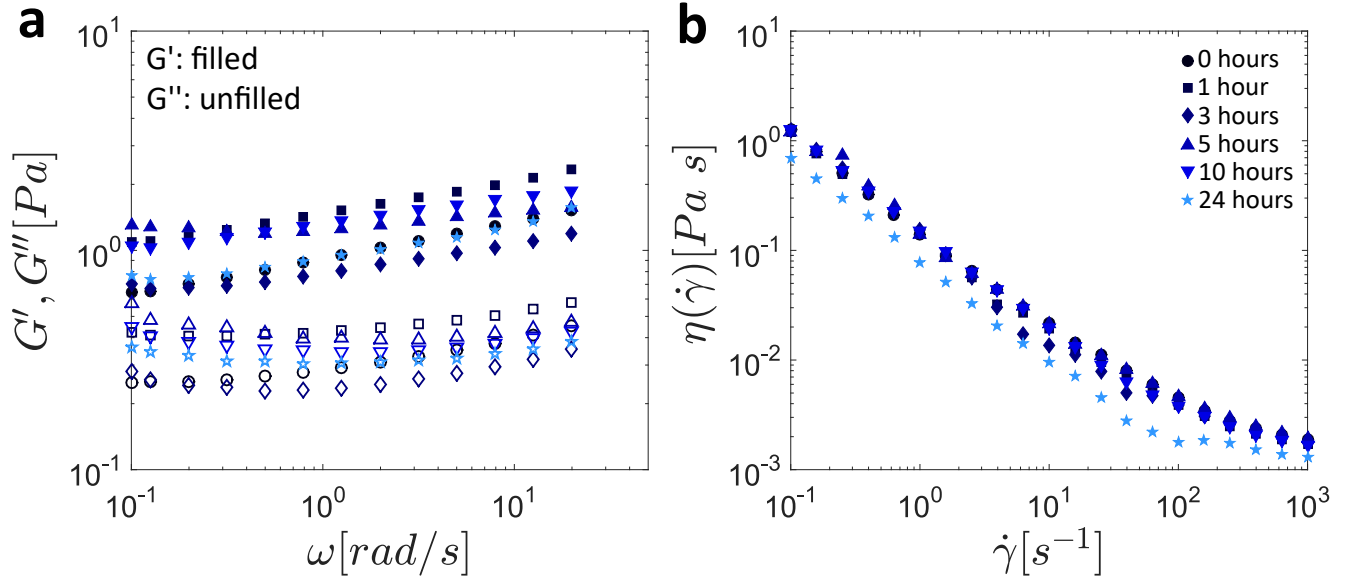 a
G': filled
G'': unfilled
10^1
10^0
10^-1
G', G''[Pa]
10^-1
10^0
10^1
ω[rad/s]
b
0 hours
1 hour
3 hours
5 hours
10 hours
24 hours
10^1
10^0
10^-1
10^-2
10^-3
η(γ̇)[Pa s]
10^-1
10^0
10^1
10^2
10^3
γ̇[s^-1]